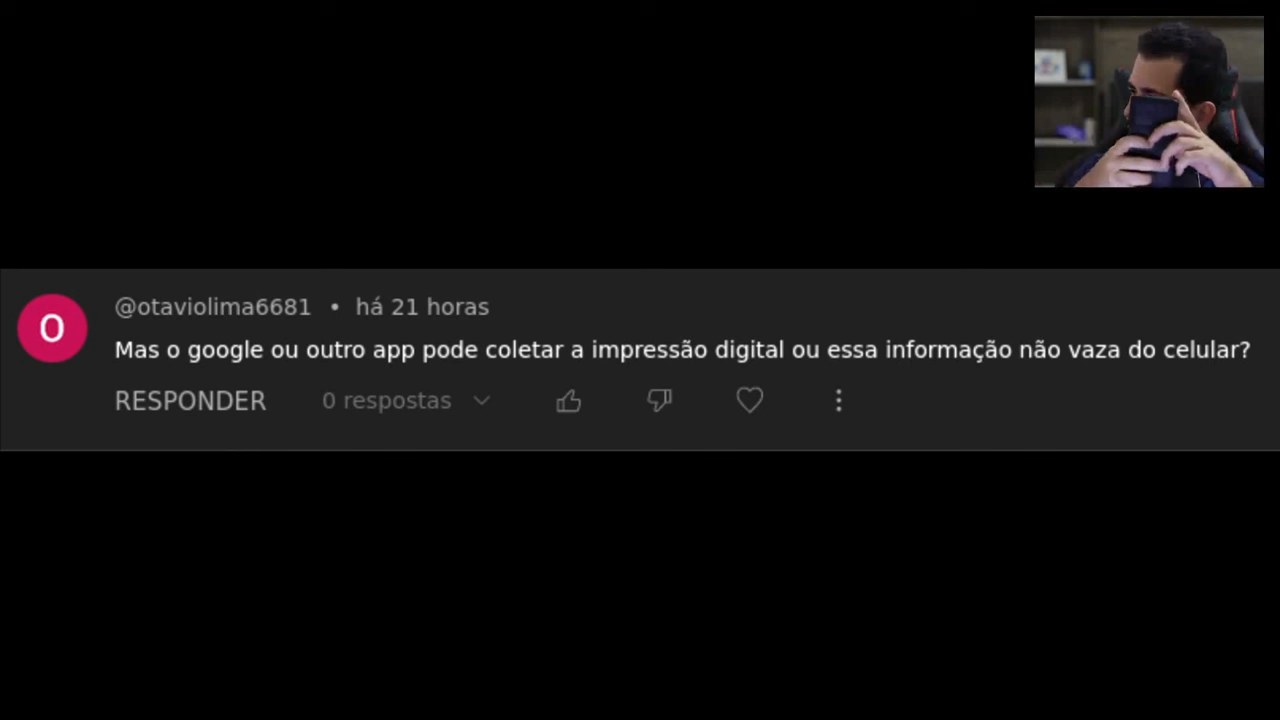 O
@otaviolima6681 • há 21 horas
Mas o google ou outro app pode coletar a impressão digital ou essa informação não vaza do celular?
RESPONDER 0 respostas